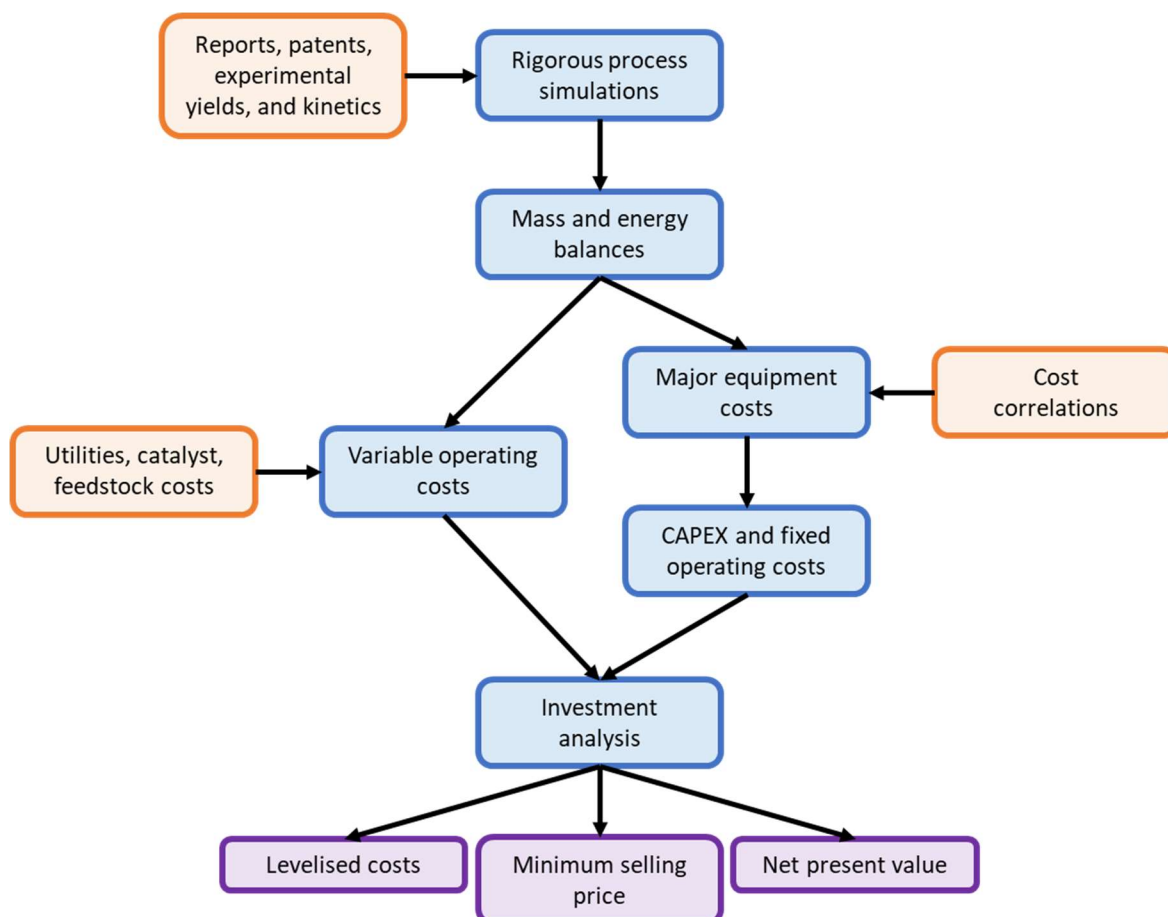 Reports, patents,
experimental
yields, and kinetics
Rigorous process
simulations
Mass and energy
balances
Major equipment
costs
Cost
correlations
Utilities, catalyst,
feedstock costs
Variable operating
costs
CAPEX and fixed
operating costs
Investment
analysis
Levelised costs
Minimum selling
price
Net present value